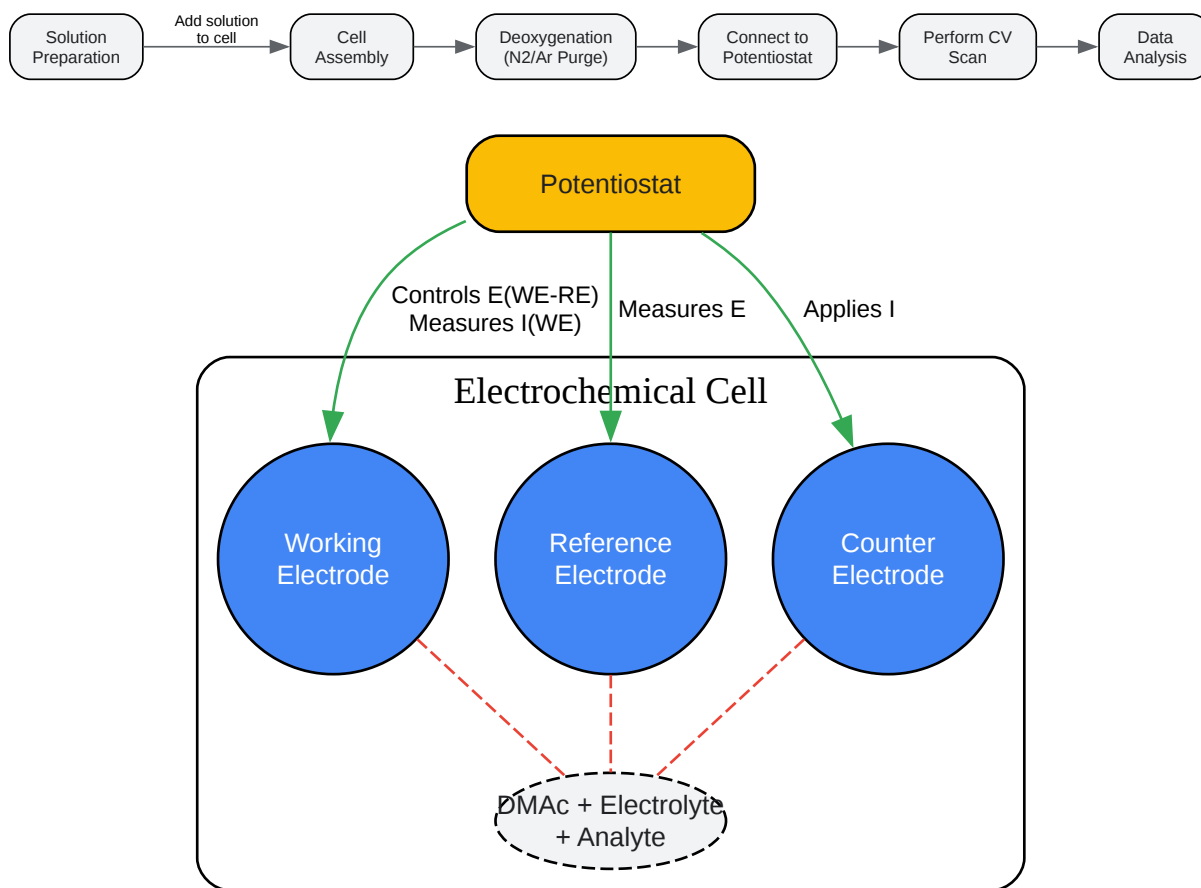 Solution
Preparation
Add solution
to cell
Cell
Assembly
Deoxygenation
(N2/Ar Purge)
Connect to
Potentiostat
Perform CV
Scan
Data
Analysis
Potentiostat
Controls E(WE-RE)
Measures I(WE)
Measures E
Applies I
Electrochemical Cell
Working
Electrode
Reference
Electrode
Counter
Electrode
DMAc + Electrolyte
+ Analyte